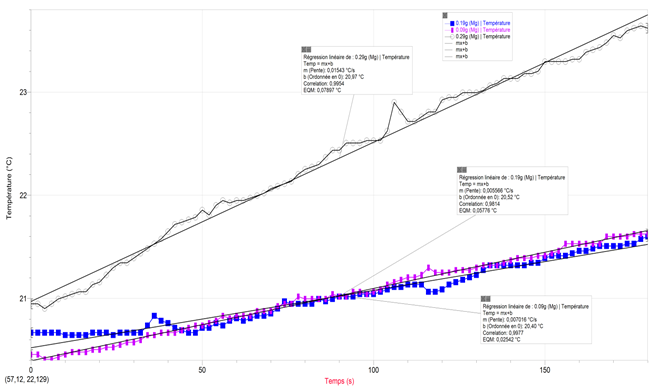 0.19g (Mg) | Température
0.09g (Mg) | Température
0.29g (Mg) | Température
mx+b
mx+b
mx+b
Régression linéaire de : 0.29g (Mg) | Température
Temp = mx+b
m (Pente): 0,01543 °C/s
b (Ordonnée en 0): 20,97 °C
Correlation: 0,9954
EQM: 0,07897 °C
23
Température (°C)
Régression linéaire de : 0.19g (Mg) | Température
Temp = mx+b
m (Pente): 0,005566 °C/s
b (Ordonnée en 0): 20,52 °C
Correlation: 0,9814
EQM: 0,05776 °C
22
21
Régression linéaire de : 0.09g (Mg) | Température
Temp = mx+b
m (Pente): 0,007016 °C/s
b (Ordonnée en 0): 20,40 °C
Correlation: 0,9977
EQM: 0,02542 °C
0
50
100
150
(57,12, 22,129)
Temps (s)